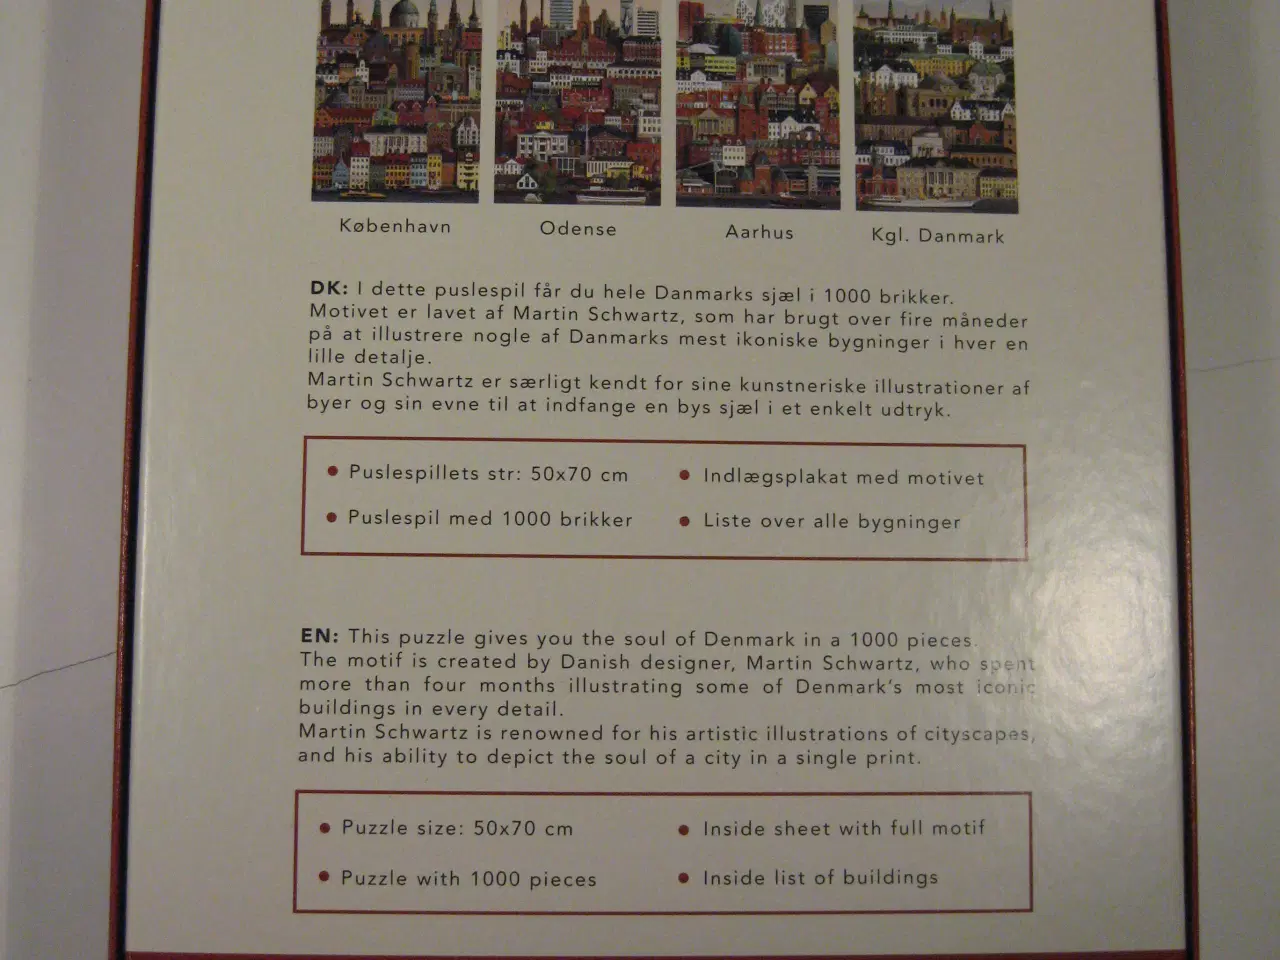 København
Odense
Aarhus
Kgl. Danmark
DK: I dette puslespil får du hele Danmarks sjæl i 1000 brikker.
Motivet er lavet af Martin Schwartz, som har brugt over fire måneder
på at illustrere nogle af Danmarks mest ikoniske bygninger i hver en
lille detalje.
Martin Schwartz er særligt kendt for sine kunstneriske illustrationer af
byer og sin evne til at indfange en bys sjæl i et enkelt udtryk.
Puslespillets str: 50x70 cm
Indlægsplakat med motivet
Puslespil med 1000 brikker
Liste over alle bygninger
EN: This puzzle gives you the soul of Denmark in a 1000 pieces.
The motif is created by Danish designer, Martin Schwartz, who spent
more than four months illustrating some of Denmark's most iconic
buildings in every detail.
Martin Schwartz is renowned for his artistic illustrations of cityscapes,
and his ability to depict the soul of a city in a single print.
Puzzle size: 50x70 cm
Inside sheet with full motif
Puzzle with 1000 pieces
Inside list of buildings